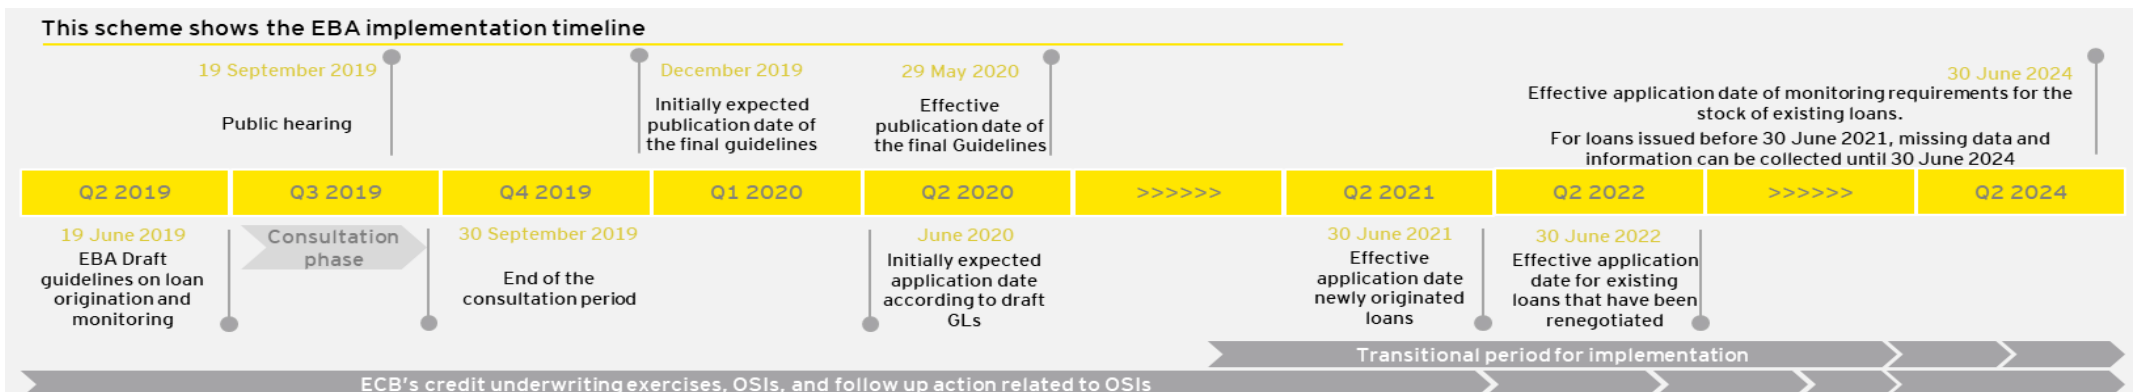 This scheme shows the EBA implementation timeline
19 September 2019
Public hearing
December 2019
Initially expected
publication date of
the final guidelines
29 May 2020
Effective
publication date of
the final Guidelines
30 June 2024
Effective application date of monitoring requirements for the
stock of existing loans.
For loans issued before 30 June 2021, missing data and
information can be collected until 30 June 2024
Q2 2019
Q3 2019
Q4 2019
Q1 2020
Q2 2020
>>>>>>
Q2 2021
Q2 2022
>>>>>>
Q2 2024
19 June 2019
EBA Draft
guidelines on loan
origination and
monitoring
Consultation
phase
30 September 2019
End of the
consultation period
June 2020
Initially expected
application date
according to draft
GLs
30 June 2021
Effective
application date
newly originated
loans
30 June 2022
Effective application
date for existing
loans that have been
renegotiated
Transitional period for implementation
ECB's credit underwriting exercises, OSIs, and follow up action related to OSIs